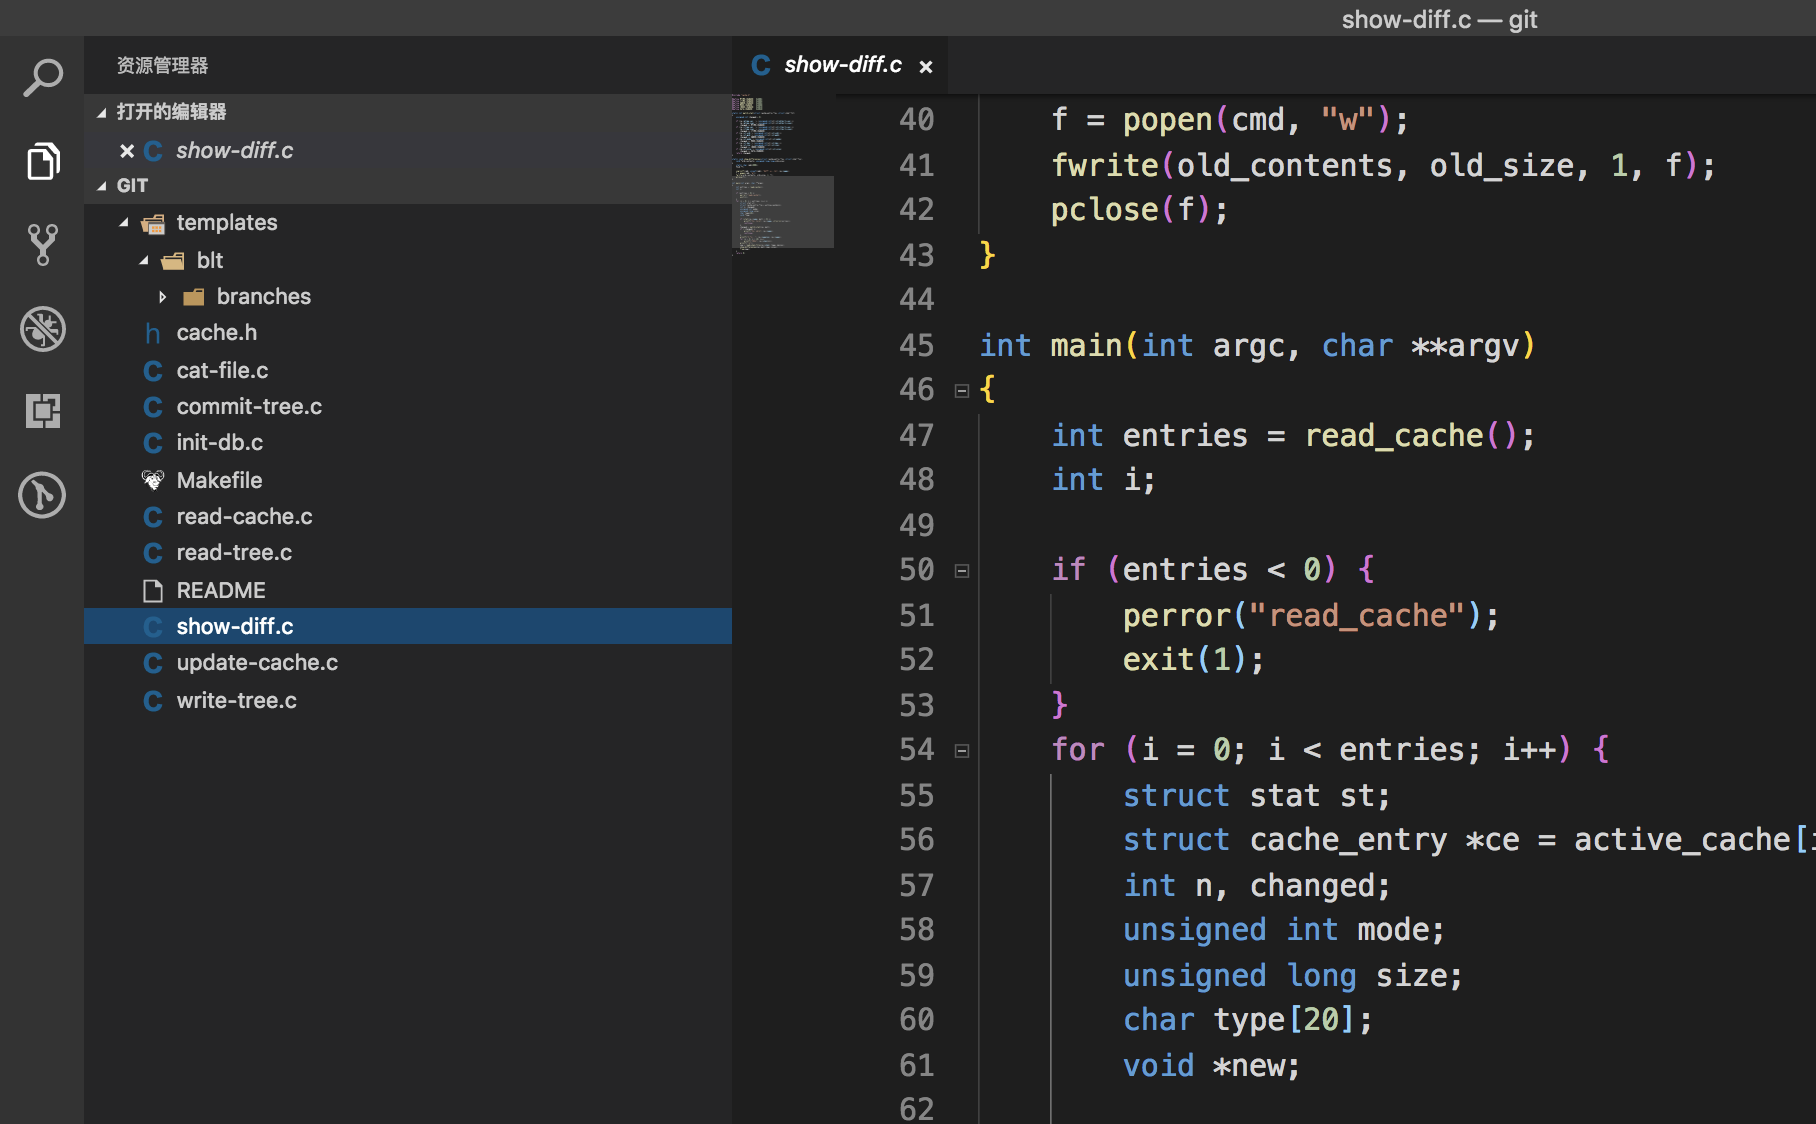 show-diff.c — git
资源管理器
打开的编辑器
show-diff.c
GIT
templates
blt
branches
cache.h
cat-file.c
commit-tree.c
init-db.c
Makefile
read-cache.c
read-tree.c
README
show-diff.c
update-cache.c
write-tree.c
show-diff.c
40 f = popen(cmd, "w");
41 fwrite(old_contents, old_size, 1, f);
42 pclose(f);
43 }
44
45 int main(int argc, char **argv)
46 {
47 int entries = read_cache();
48 int i;
49
50 if (entries < 0) {
51 perror("read_cache");
52 exit(1);
53 }
54 for (i = 0; i < entries; i++) {
55 struct stat st;
56 struct cache_entry *ce = active_cache[
57 int n, changed;
58 unsigned int mode;
59 unsigned long size;
60 char type[20];
61 void *new;
62